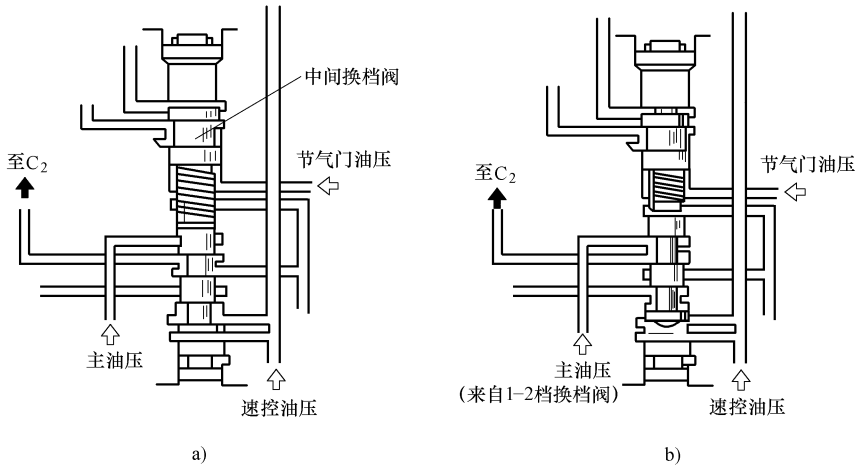 中间换档阀
节气门油压
至C2
主油压
速控油压
a)
节气门油压
至C2
主油压
(来自1-2档换档阀)
速控油压
b)